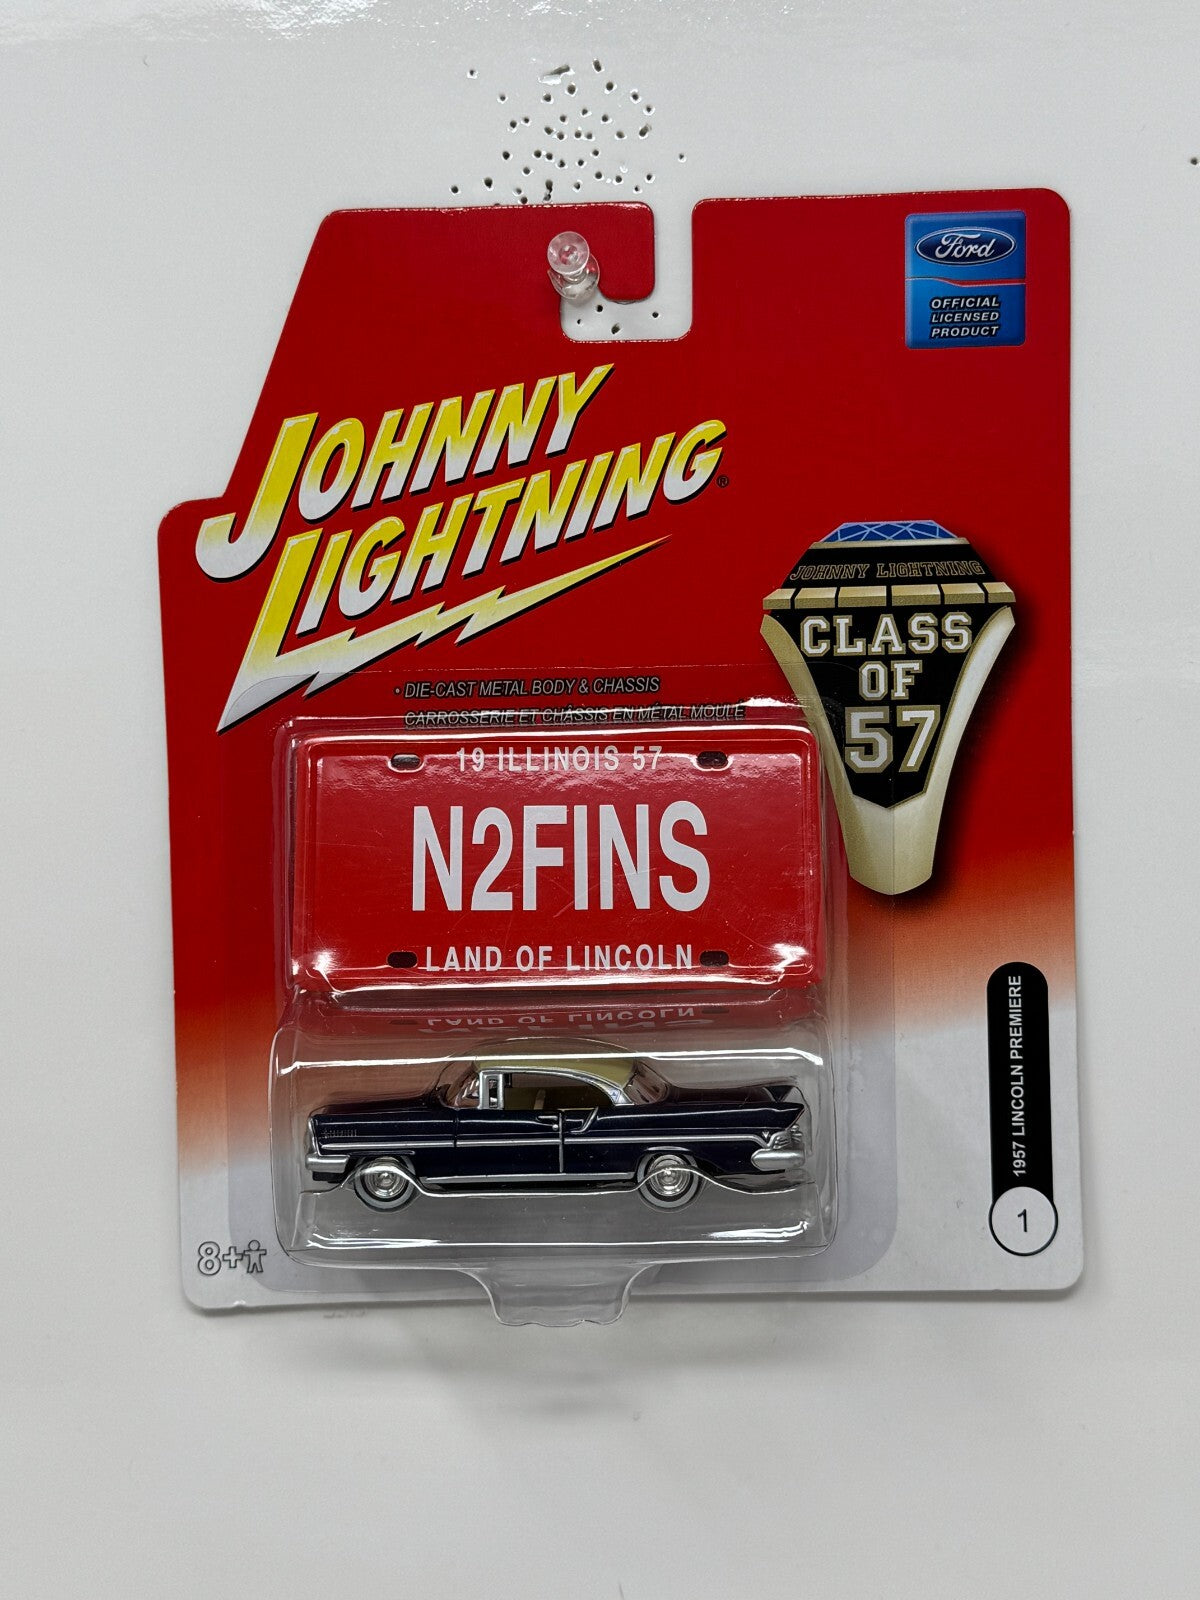 Ford
OFFICIAL
LICENSED
PRODUCT
JOHNNY
LIGHTNING®
JOHNNY LIGHTNING
CLASS
OF
57
• DIE-CAST METAL BODY & CHASSIS
CARROSSERIE ET CHÂSSIS EN MÉTAL MOULÉ
19 ILLINOIS 57
N2FINS
LAND OF LINCOLN
1957 LINCOLN PREMIERE
1
8+